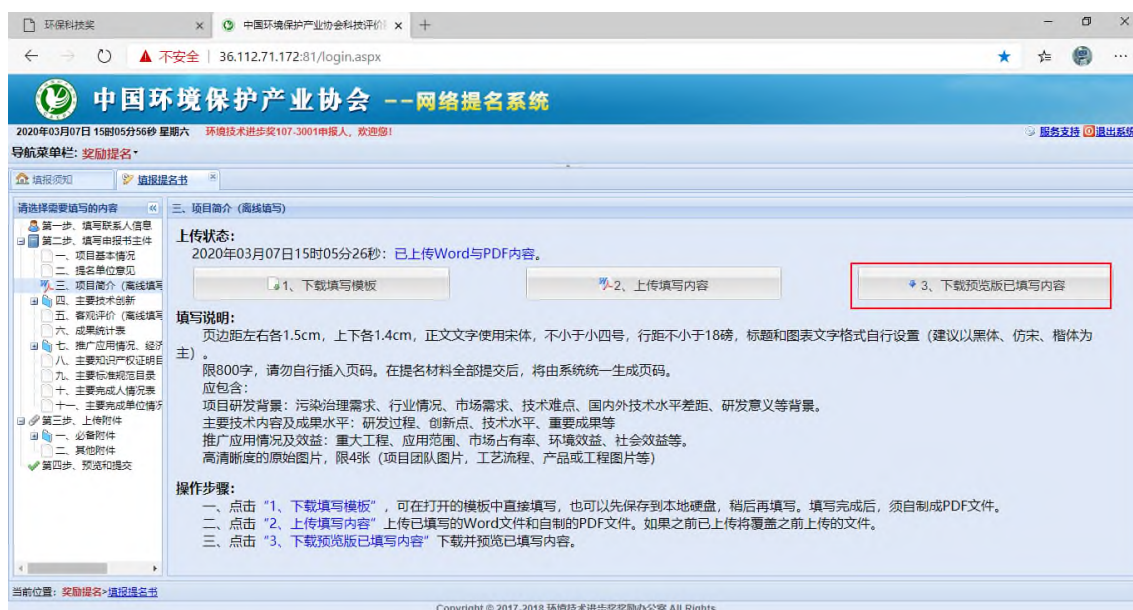 环保科技奖
中国环境保护产业协会科技评价
不安全 | 36.112.71.172:81/login.aspx
中国环境保护产业协会 --网络提名系统
2020年03月07日 15时05分56秒 星期六 环境技术进步奖107-3001申报人，欢迎您！ 服务支持 退出系统
导航菜单栏: 奖励提名
填报须知 填报提名书
请选择需要填写的内容
第一步、填写联系人信息
第二步、填写申报书主件
一、项目基本情况
二、提名单位意见
三、项目简介（离线填写
四、主要技术创新
五、客观评价（离线填写
六、成果统计表
七、推广应用情况、经济
八、主要知识产权证明目
九、主要标准规范目录
十、主要完成人情况表
十一、主要完成单位情况
第三步、上传附件
一、必备附件
二、其他附件
第四步、预览和提交
三、项目简介（离线填写）
上传状态：
2020年03月07日15时05分26秒：已上传Word与PDF内容。
1、下载填写模板 2、上传填写内容 3、下载预览版已填写内容
填写说明：
页边距左右各1.5cm，上下各1.4cm，正文文字使用宋体，不小于小四号，行距不小于18磅，标题和图表文字格式自行设置（建议以黑体、仿宋、楷体为
主）。
限800字，请勿自行插入页码。在提名材料全部提交后，将由系统统一生成页码。
应包含：
项目研发背景：污染治理需求、行业情况、市场需求、技术难点、国内外技术水平差距、研发意义等背景。
主要技术内容及成果水平：研发过程、创新点、技术水平、重要成果等
推广应用情况及效益：重大工程、应用范围、市场占有率、环境效益、社会效益等。
高清晰度的原始图片，限4张（项目团队图片，工艺流程、产品或工程图片等）
操作步骤：
一、点击“1、下载填写模板”，可在打开的模板中直接填写，也可以先保存到本地硬盘，稍后再填写。填写完成后，须自制成PDF文件。
二、点击“2、上传填写内容”上传已填写的Word文件和自制的PDF文件。如果之前已上传将覆盖之前上传的文件。
三、点击“3、下载预览版已填写内容”下载并预览已填写内容。
当前位置：奖励提名>填报提名书
Copyright © 2017-2018 环境技术进步奖奖励办公室 All Rights